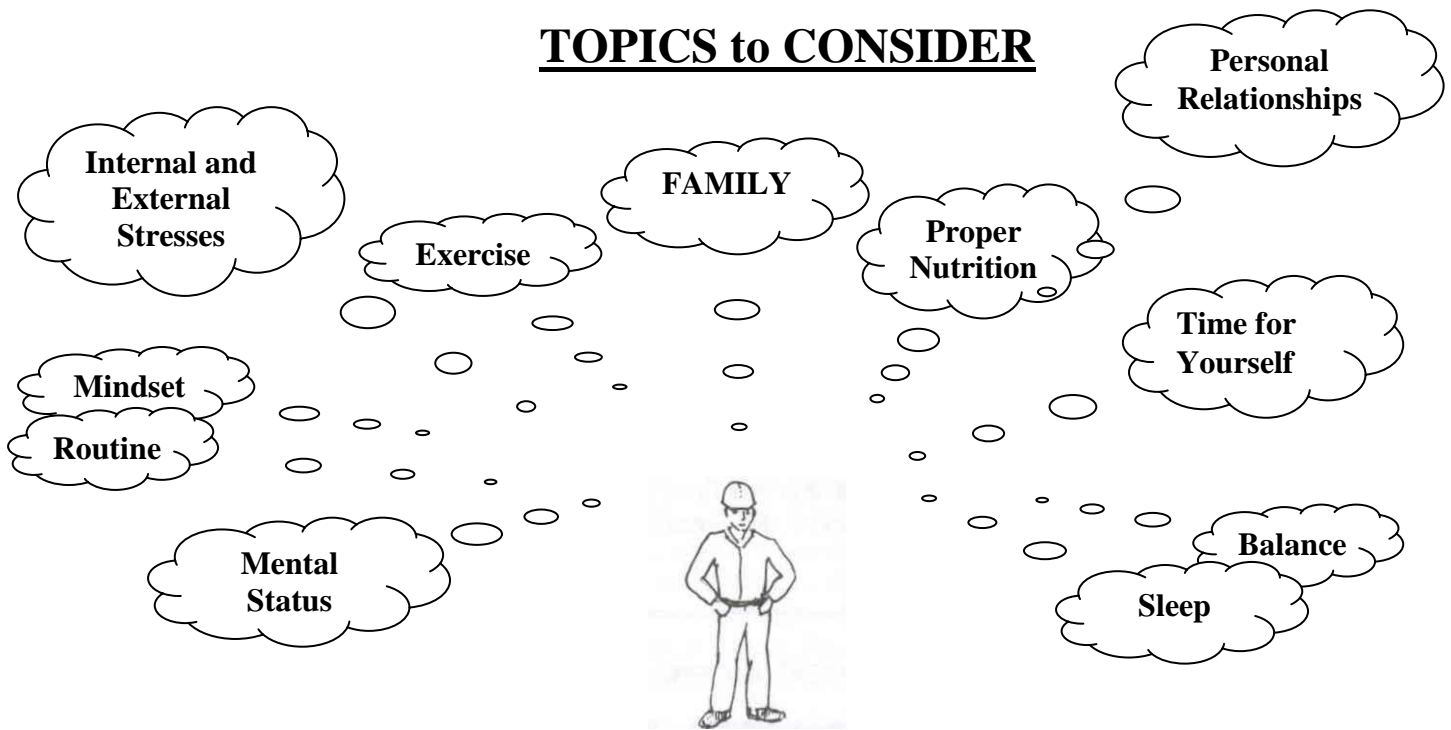 TOPICS to CONSIDER
Personal
Relationships
Internal and
External
Stresses
Exercise
FAMILY
Proper
Nutrition
Time for
Yourself
Mindset
Routine
Mental
Status
Balance
Sleep